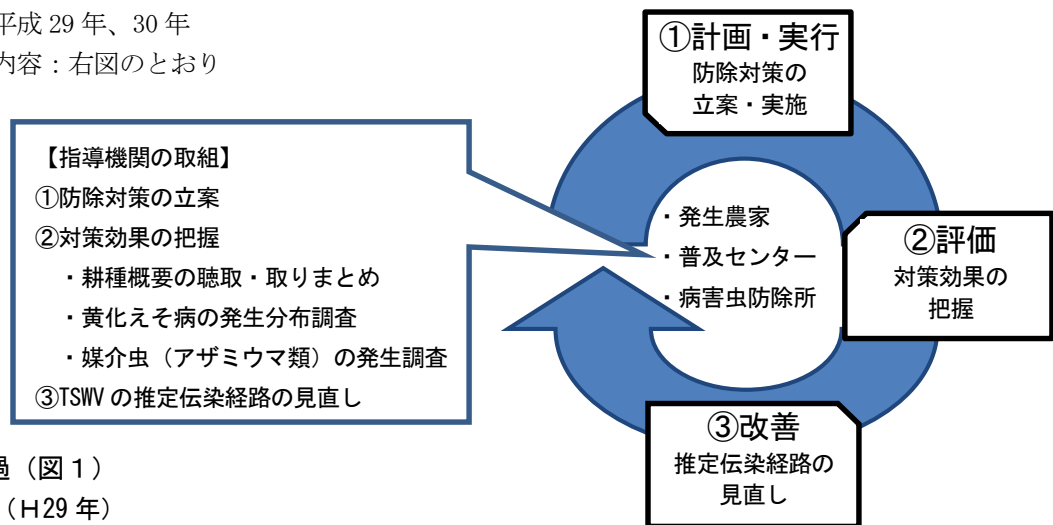 平成 29 年、30 年
内容：右図のとおり
①計画・実行
防除対策の
立案・実施
【指導機関の取組】
①防除対策の立案
②対策効果の把握
・耕種概要の聴取・取りまとめ
・黄化えそ病の発生分布調査
・媒介虫（アザミウマ類）の発生調査
③TSWV の推定伝染経路の見直し
・発生農家
・普及センター
・病害虫防除所
②評価
対策効果の
把握
③改善
推定伝染経路の
見直し
過（図１）
（Ｈ29 年）